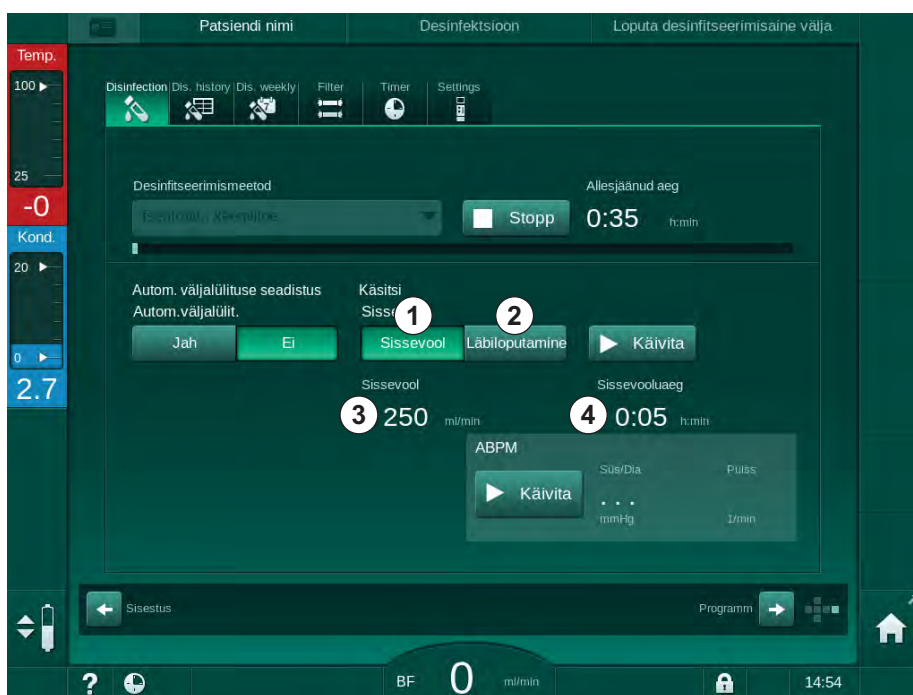 Patsiendi nimi
Desinfektsioon
Loputa desinfitseerimisaine välja
Temp.
100
25
-0
Kond.
20
0
2.7
Disinfection
Dis. history
Dis. weekly
Filter
Timer
Settings
Desinfitseerimismeetod
Allesjäänud aeg
Stopp
0:35 h:min
Autom. väljalülituse seadistus
Käsitsi
Autom.väljalülit.
1
2
Jah
Ei
Sissevool
Läbiloputamine
Käivita
Sissevool
Sissevooluaeg
3
250 ml/min
4
0:05 h:min
ABPM
Süs/Dia
Pulss
Käivita
. . .
mmHg
1/min
Sisestus
Programm
?
BF 0 ml/min
14:54